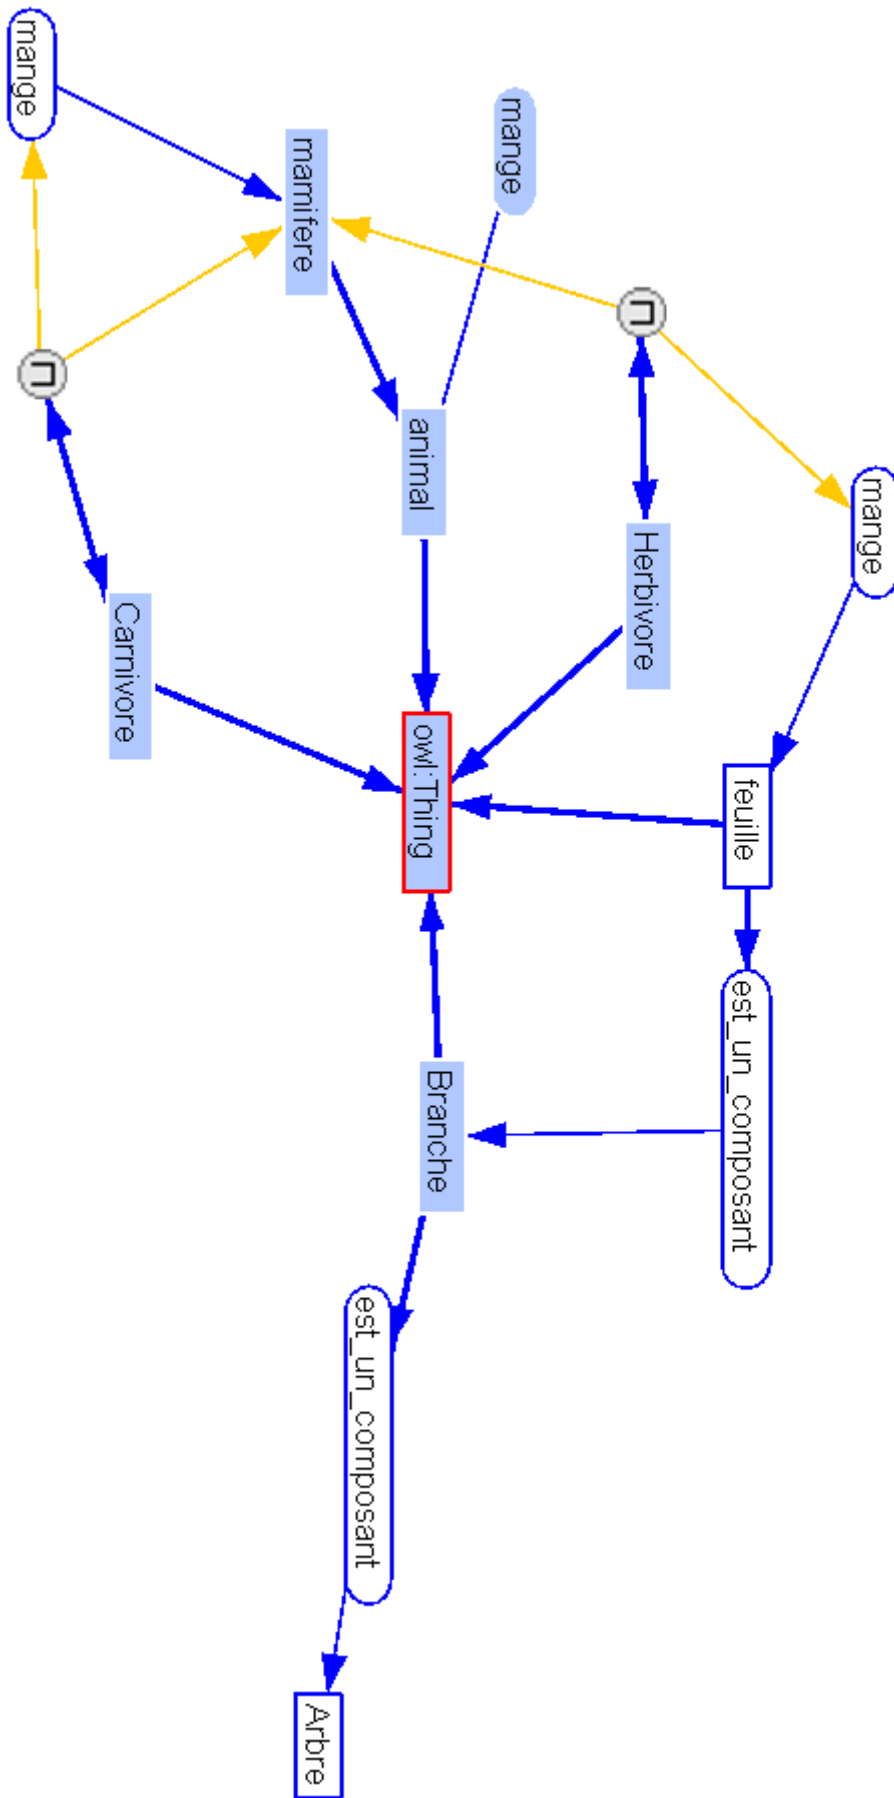 mange
feuille
est_un_composant
⊓
Herbivore
mange
animal
owl:Thing
Branche
est_un_composant
Arbre
mamifere
Carnivore
⊓
mange